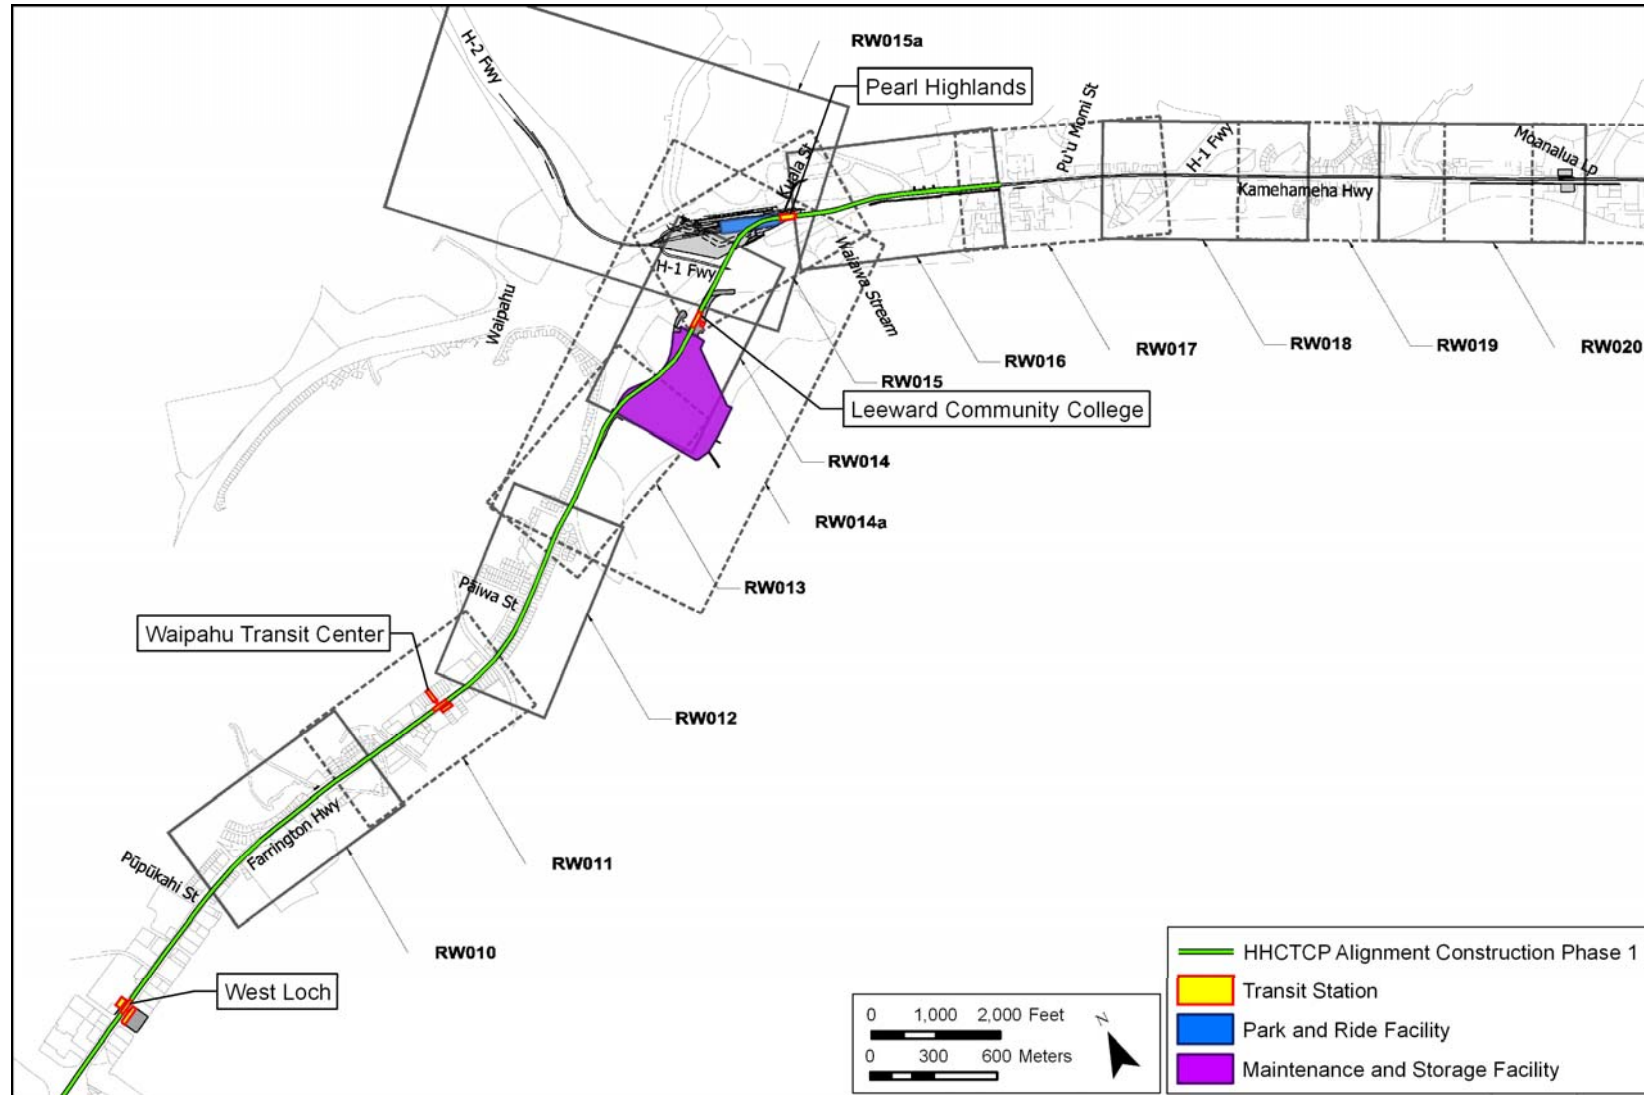 H-2 Fwy
RW015a
Pearl Highlands
Kuala St
Pu'u Momi St
H-1 Fwy
Moanalua Lp
Kamehameha Hwy
H-1 Fwy
Waiawa Stream
Waipahu
RW016
RW017
RW018
RW019
RW020
RW015
Leeward Community College
RW014
RW014a
RW013
Pāiwa St
Waipahu Transit Center
RW012
Farrington Hwy
RW011
Pūpūkahi St
RW010
West Loch
0 1,000 2,000 Feet
0 300 600 Meters
N
HHCTCP Alignment Construction Phase 1
Transit Station
Park and Ride Facility
Maintenance and Storage Facility